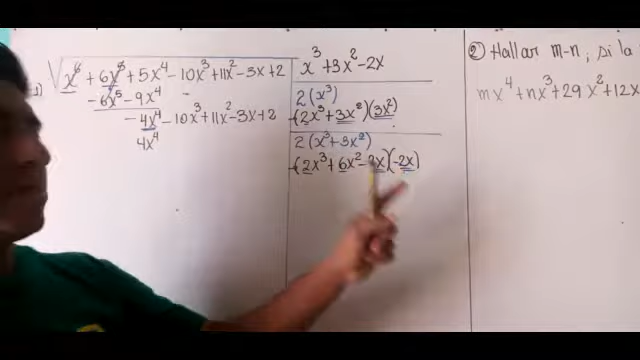 1) √ x⁶ + 6x⁵ + 5x⁴ - 10x³ + 11x² - 3x + 2
- 6x⁵ - 9x⁴
- 4x⁴ - 10x³ + 11x² - 3x + 2
4x⁴
x³ + 3x² - 2x
2(x³)
-(2x³ + 3x²)(3x²)
2(x³ + 3x²)
-(2x³ + 6x² - 2x)(-2x)
② Hallar m-n, si la
mx⁴ + nx³ + 29x² + 12x